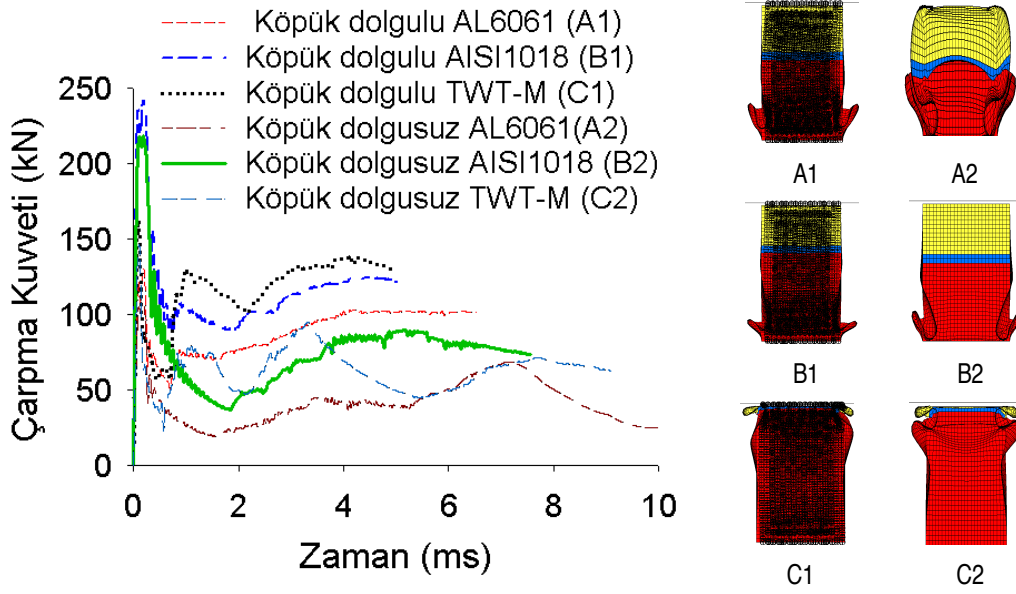 Köpük dolgulu AL6061 (A1)
Köpük dolgulu AISI1018 (B1)
Köpük dolgulu TWT-M (C1)
Köpük dolgusuz AL6061(A2)
Köpük dolgusuz AISI1018 (B2)
Köpük dolgusuz TWT-M (C2)
Çarpma Kuvveti (kN)
250
200
150
100
50
0
0 2 4 6 8 10
Zaman (ms)
A1 A2
B1 B2
C1 C2